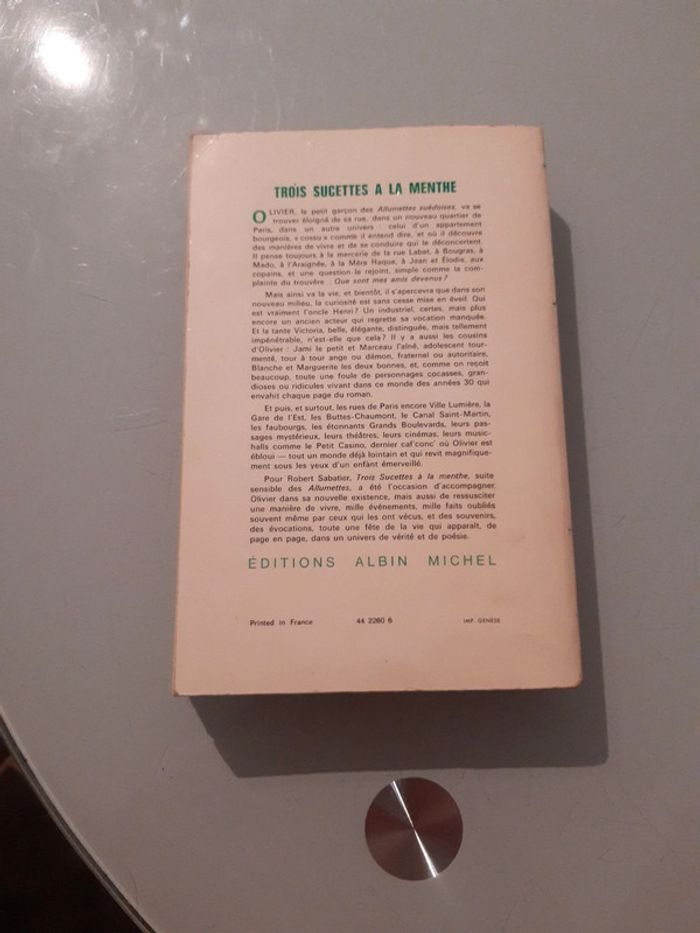 TROIS SUCETTES A LA MENTHE
OLIVIER, le petit garçon des Allumettes suédoises, va se
trouver éloigné de sa rue, dans un nouveau quartier de
Paris, dans un autre univers : celui d'un appartement
bourgeois, « cossu » comme il entend dire, et où il découvre
des manières de vivre et de se conduire qui le déconcertent.
Il pense toujours à la mercerie de la rue Labat, à Bougras, à
Mado, à l'Araignée, à la Mère Haque, à Jean et Élodie, aux
copains, et une question le rejoint, simple comme la com-
plainte du trouvère : Que sont mes amis devenus ?
Mais ainsi va la vie, et bientôt, il s'apercevra que dans son
nouveau milieu, la curiosité est sans cesse mise en éveil. Qui
est vraiment l'oncle Henri ? Un industriel, certes, mais plus
encore un ancien acteur qui regrette sa vocation manquée.
Et la tante Victoria, belle, élégante, distinguée, mais tellement
impénétrable, n'est-elle que cela ? Il y a aussi les cousins
d'Olivier : Jami le petit et Marceau l'aîné, adolescent tour-
menté, tour à tour ange ou démon, fraternel ou autoritaire,
Blanche et Marguerite les deux bonnes, et, comme on reçoit
beaucoup, toute une foule de personnages cocasses, gran-
dioses ou ridicules vivant dans ce monde des années 30 qui
envahit chaque page du roman.
Et puis, et surtout, les rues de Paris encore Ville Lumière, la
Gare de l'Est, les Buttes-Chaumont, le Canal Saint-Martin,
les faubourgs, les étonnants Grands Boulevards, leurs pas-
sages mystérieux, leurs théâtres, leurs cinémas, leurs music-
halls comme le Petit Casino, dernier caf'conc' où Olivier est
ébloui — tout un monde déjà lointain et qui revit magnifique-
ment sous les yeux d'un enfant émerveillé.
Pour Robert Sabatier, Trois Sucettes à la menthe, suite
sensible des Allumettes, a été l'occasion d'accompagner
Olivier dans sa nouvelle existence, mais aussi de ressusciter
une manière de vivre, mille événements, mille faits oubliés
souvent même par ceux qui les ont vécus, et des souvenirs,
des évocations, toute une fête de la vie qui apparaît, de
page en page, dans un univers de vérité et de poésie.
ÉDITIONS ALBIN MICHEL
Printed in France 44 2260 6 IMP. GENÈSE